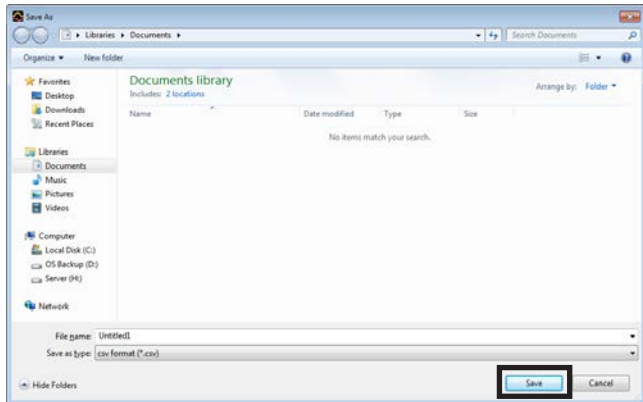 Save As
Libraries Documents
Search Documents
Organize New folder
Favorites
Desktop
Downloads
Recent Places
Libraries
Documents
Music
Pictures
Videos
Computer
Local Disk (C:)
OS Backup (D:)
Server (H:)
Network
Documents library
Includes: 2 locations
Arrange by: Folder
Name Date modified Type Size
No items match your search.
File name: Untitled1
Save as type: csv format (*.csv)
Hide Folders
Save Cancel